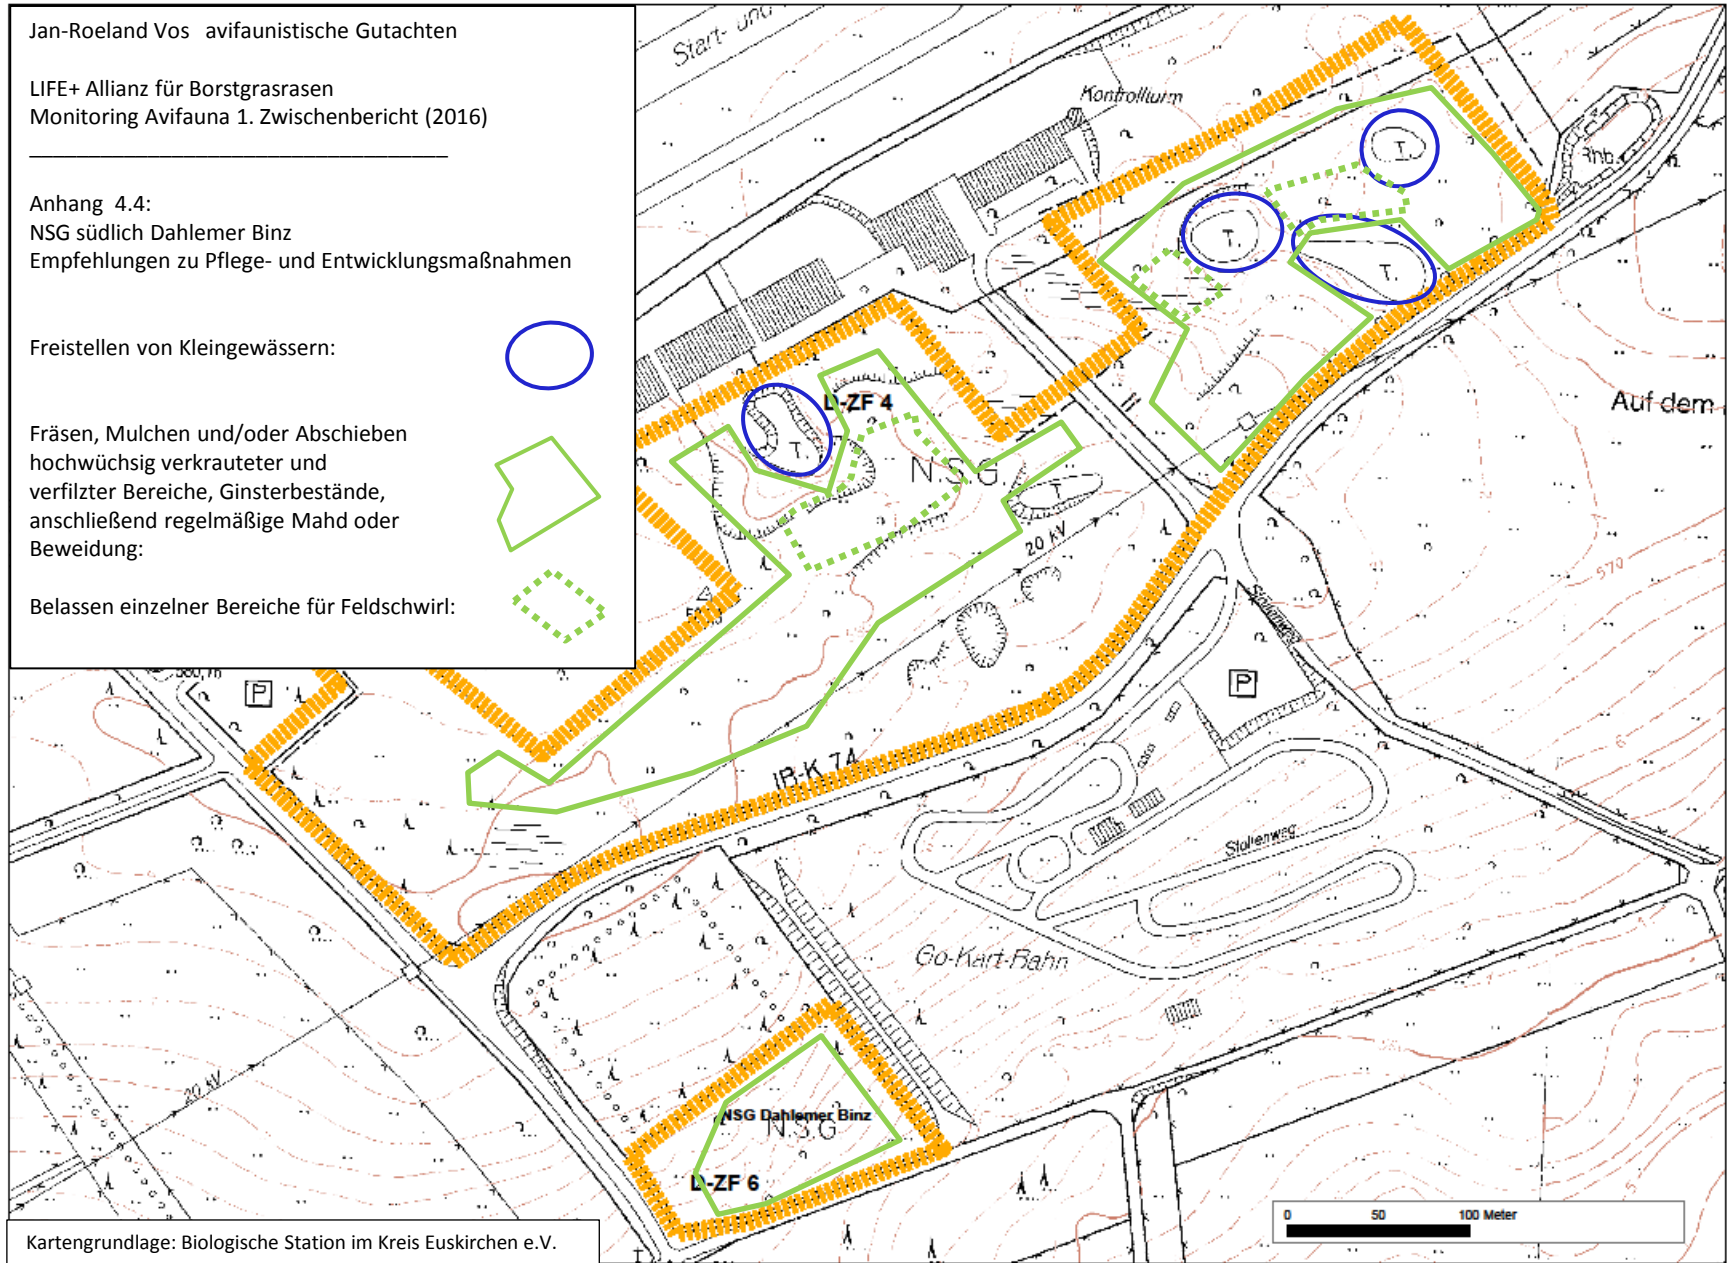 Jan-Roeland Vos avifaunistische Gutachten
LIFE+ Allianz für Borstgrasrasen
Monitoring Avifauna 1. Zwischenbericht (2016)
Anhang 4.4:
NSG südlich Dahlemer Binz
Empfehlungen zu Pflege- und Entwicklungsmaßnahmen
Freistellen von Kleingewässern:
Fräsen, Mulchen und/oder Abschieben
hochwüchsig verkrauteter und
verfilzter Bereiche, Ginsterbestände,
anschließend regelmäßige Mahd oder
Beweidung:
Belassen einzelner Bereiche für Feldschwirl:
Start- und
Kontrollturm
Rhb.
T.
T.
T.
Auf dem
D-ZF 4
T.
N.S.G.
T
20 kV
570
P
P
K 74
Stollenweg
Go-Kart-Bahn
20 kV
NSG Dahlemer Binz
N.S.G
D-ZF 6
0 50 100 Meter
Kartengrundlage: Biologische Station im Kreis Euskirchen e.V.